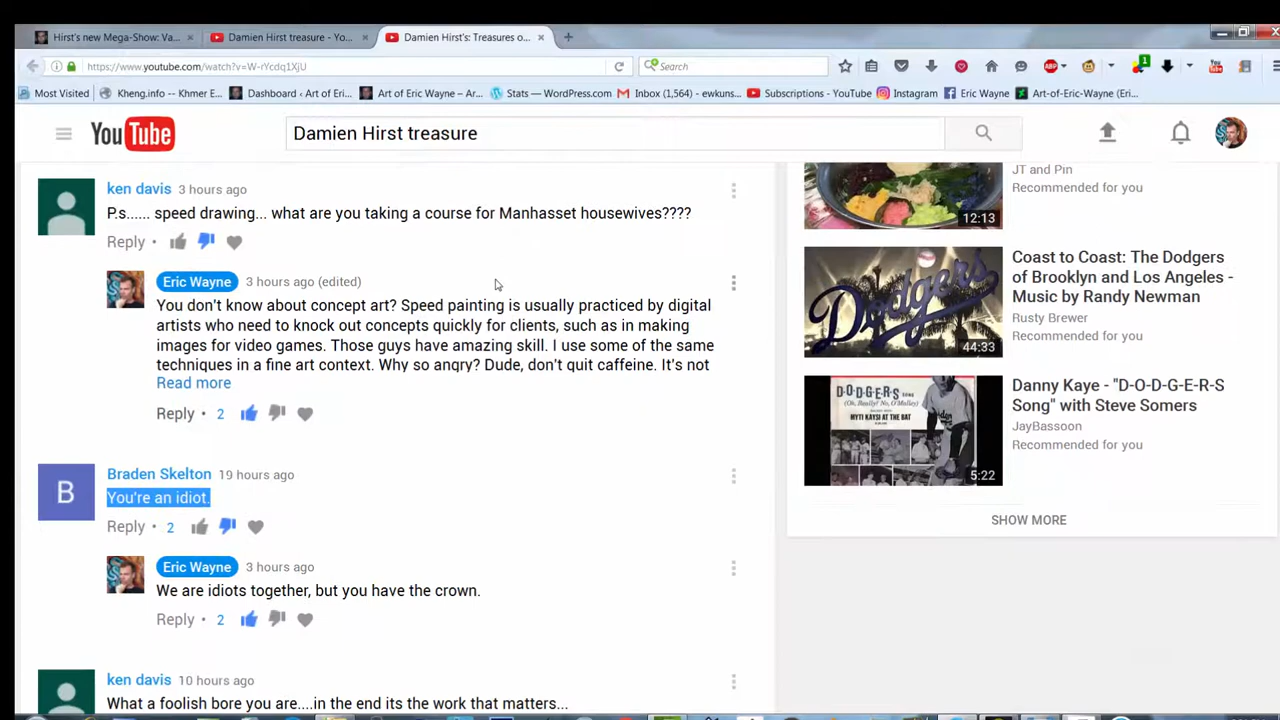 Hirst's new Mega-Show: Va...
Damien Hirst treasure - Yo...
Damien Hirst's: Treasures o...
https://www.youtube.com/watch?v=W-rYcdq1XjU
Search
ABP
1
Most Visited
Kheng.info — Khmer E...
Dashboard ‹ Art of Eri...
Art of Eric Wayne – Ar...
Stats — WordPress.com
Inbox (1,564) - ewkuns...
Subscriptions - YouTube
Instagram
Eric Wayne
Art-of-Eric-Wayne (Eri...
YouTube
Damien Hirst treasure
ken davis 3 hours ago
P.s...... speed drawing... what are you taking a course for Manhasset housewives????
Reply •
Eric Wayne 3 hours ago (edited)
You don't know about concept art? Speed painting is usually practiced by digital
artists who need to knock out concepts quickly for clients, such as in making
images for video games. Those guys have amazing skill. I use some of the same
techniques in a fine art context. Why so angry? Dude, don't quit caffeine. It's not
Read more
Reply • 2
B
Braden Skelton 19 hours ago
You're an idiot.
Reply • 2
Eric Wayne 3 hours ago
We are idiots together, but you have the crown.
Reply • 2
ken davis 10 hours ago
What a foolish bore you are....in the end its the work that matters...
JT and Pin
Recommended for you
12:13
Dodgers
44:33
Coast to Coast: The Dodgers
of Brooklyn and Los Angeles -
Music by Randy Newman
Rusty Brewer
Recommended for you
D-O-D-G-E-R-S
SONG
(Oh, Really? No, O'Malley)
5:22
Danny Kaye - "D-O-D-G-E-R-S
Song" with Steve Somers
JayBassoon
Recommended for you
SHOW MORE